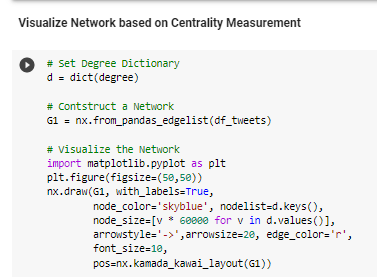 Visualize Network based on Centrality Measurement
# Set Degree Dictionary
d = dict(degree)
# Contstruct a Network
G1 = nx.from_pandas_edgelist(df_tweets)
# Visualize the Network
import matplotlib.pyplot as plt
plt.figure(figsize=(50,50))
nx.draw(G1, with_labels=True,
node_color='skyblue', nodelist=d.keys(),
node_size=[v * 60000 for v in d.values()],
arrowstyle='->',arrowsize=20, edge_color='r',
font_size=10,
pos=nx.kamada_kawai_layout(G1))